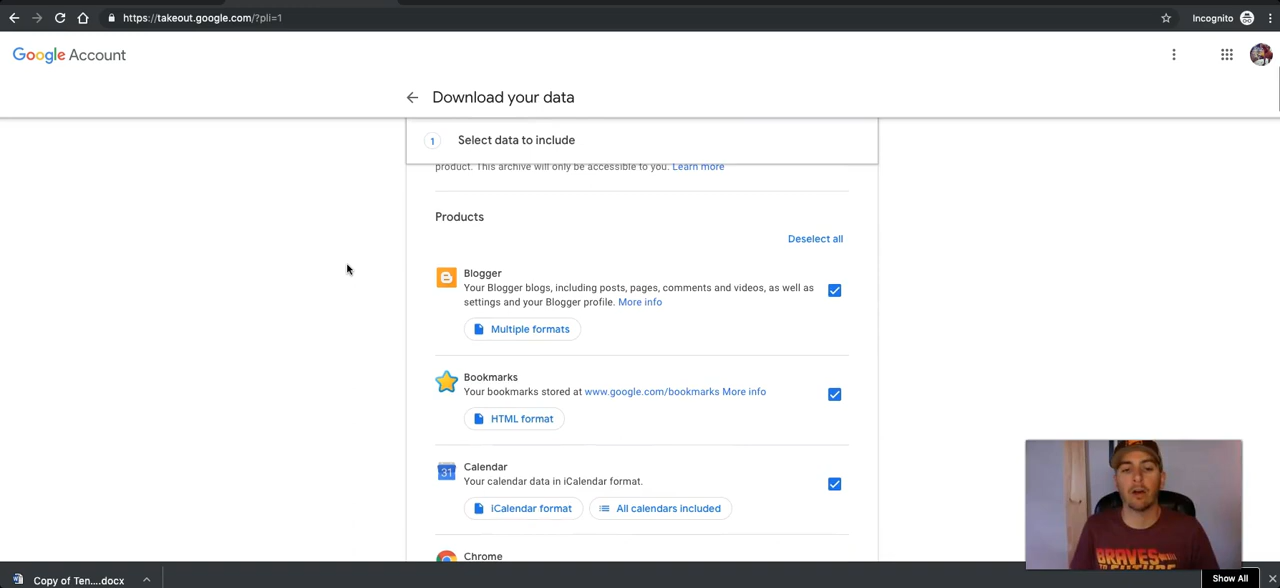 https://takeout.google.com/?pli=1
Incognito
Google Account
Download your data
1 Select data to include
product. This archive will only be accessible to you. Learn more
Products
Deselect all
Blogger
Your Blogger blogs, including posts, pages, comments and videos, as well as
settings and your Blogger profile. More info
Multiple formats
Bookmarks
Your bookmarks stored at www.google.com/bookmarks More info
HTML format
31
Calendar
Your calendar data in iCalendar format.
iCalendar format
All calendars included
Chrome
BRAVES
Copy of Ten....docx
Show All